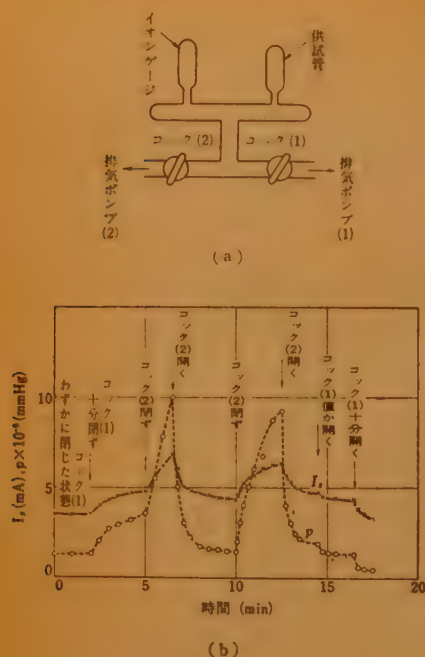 イオンゲージ
供試管
コック(2)
コック(1)
排気ポンプ(2)
排気ポンプ(1)
(a)
I_s(mA), p×10⁻⁶(mmHg)
10
5
0
わずかに閉じた状態
コック(1)
コック(1)十分閉ず
コック(2)閉ず
コック(2)開く
コック(2)閉ず
コック(2)開く
コック(1)僅か開く
コック(1)十分開く
p
0
5
10
15
20
時間 (min)
(b)